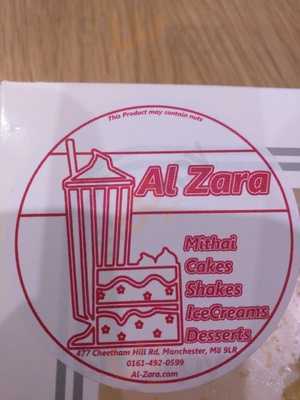 This Product may contain nuts
Al Zara
Mithai
Cakes
Shakes
IceCreams
Desserts
477 Cheetham Hill Rd, Manchester, M8 9LR
0161-492-0599
Al-Zara.com